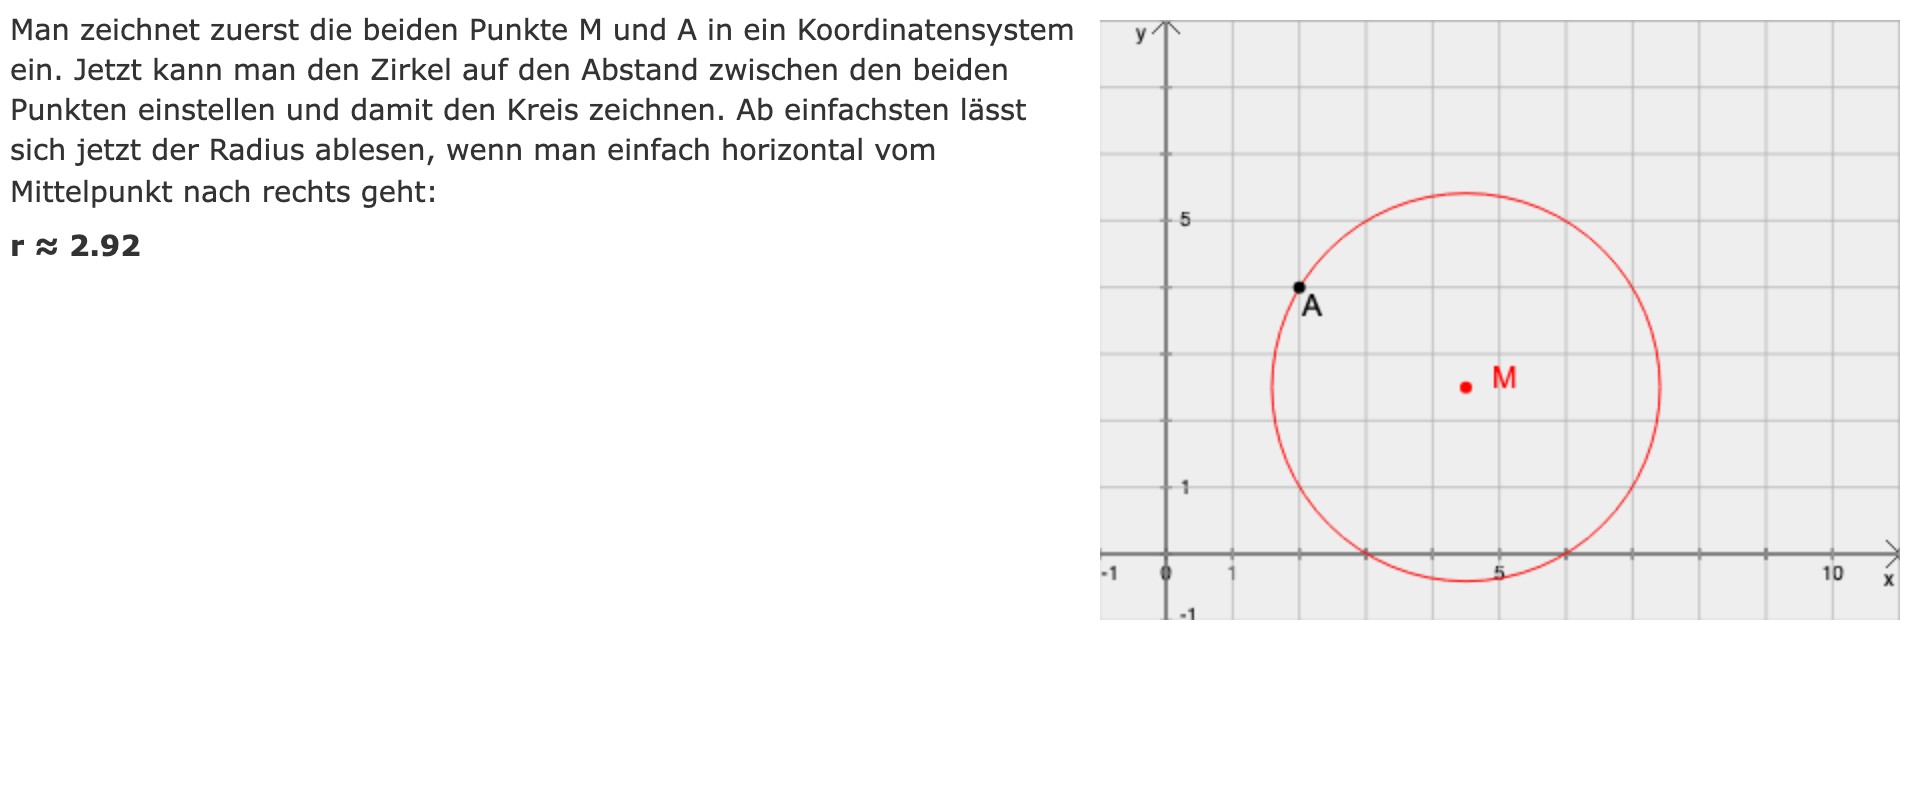 Man zeichnet zuerst die beiden Punkte M und A in ein Koordinatensystem
ein. Jetzt kann man den Zirkel auf den Abstand zwischen den beiden
Punkten einstellen und damit den Kreis zeichnen. Ab einfachsten lässt
sich jetzt der Radius ablesen, wenn man einfach horizontal vom
Mittelpunkt nach rechts geht:
r ≈ 2.92
y
5
A
M
1
-1 0 1 5 10 x
-1